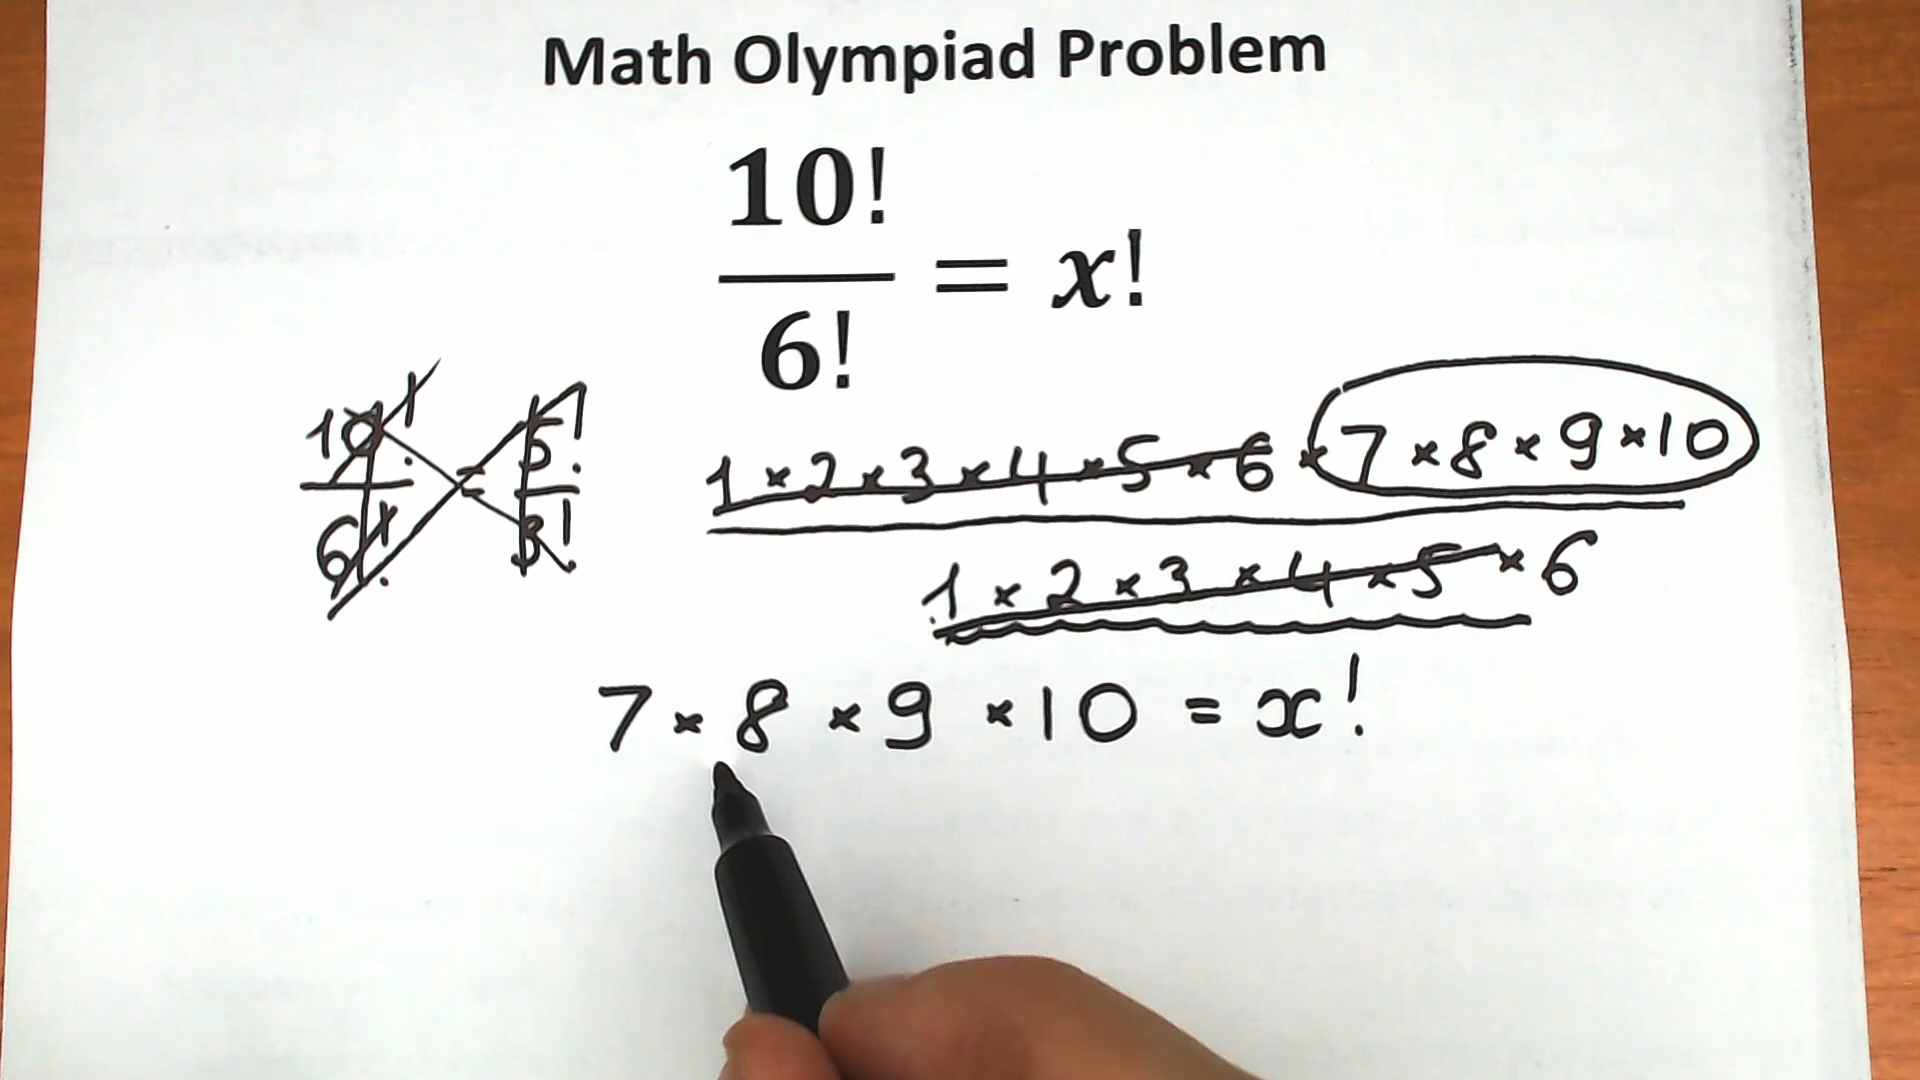 Math Olympiad Problem
10!
6!
= x!
10! = 5!
6! 3!
1 × 2 × 3 × 4 × 5 × 6 × 7 × 8 × 9 × 10
1 × 2 × 3 × 4 × 5 × 6
7 × 8 × 9 × 10 = x!